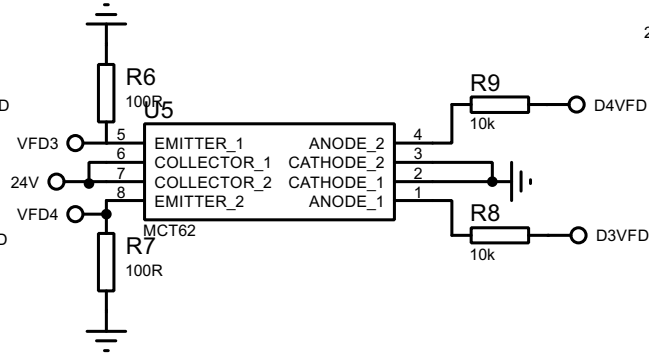 2
R6
100R
D
U5
VFD3
5
EMITTER_1
ANODE_2
4
R9
10k
D4VFD
6
COLLECTOR_1
CATHODE_2
3
24V
7
COLLECTOR_2
CATHODE_1
2
VFD4
8
EMITTER_2
ANODE_1
1
MCT62
D
R7
100R
R8
10k
D3VFD